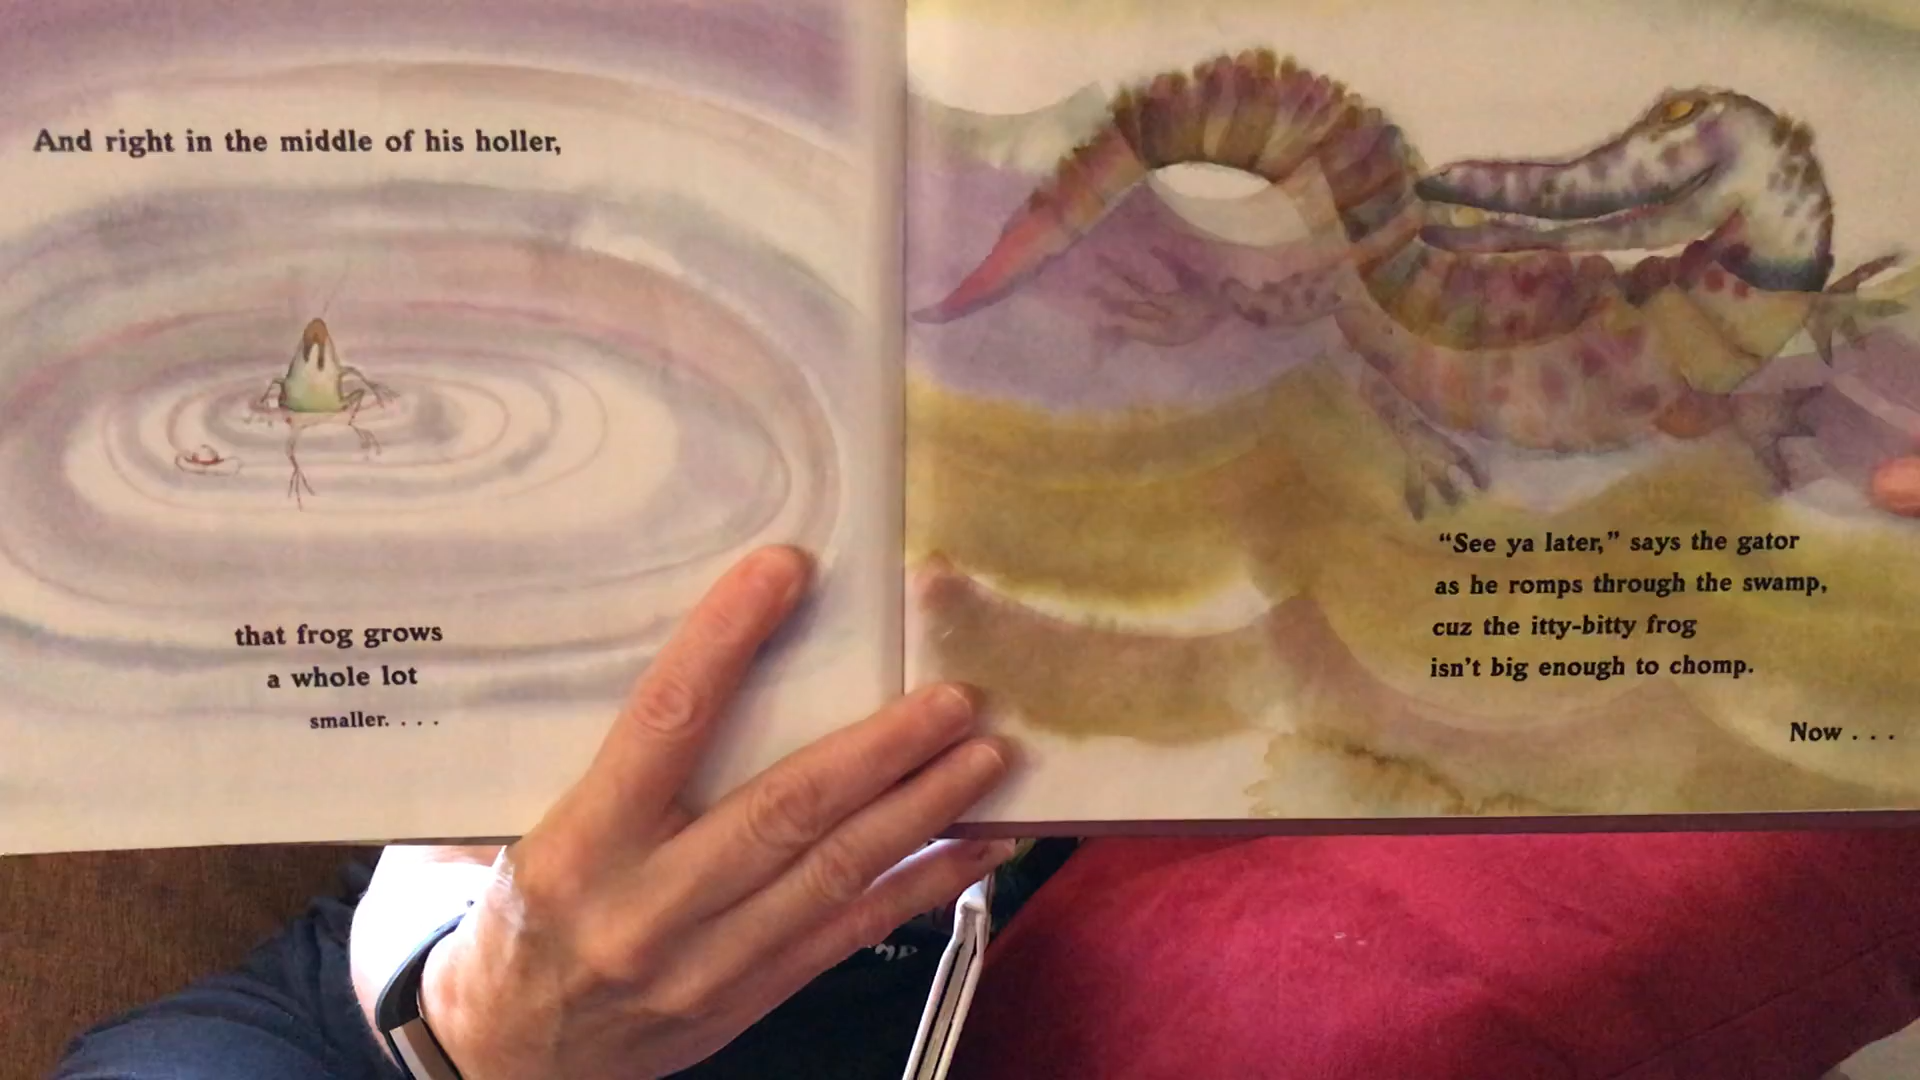 And right in the middle of his holler,
that frog grows
a whole lot
smaller. . . .
“See ya later,” says the gator
as he romps through the swamp,
cuz the itty-bitty frog
isn't big enough to chomp.
Now . . .